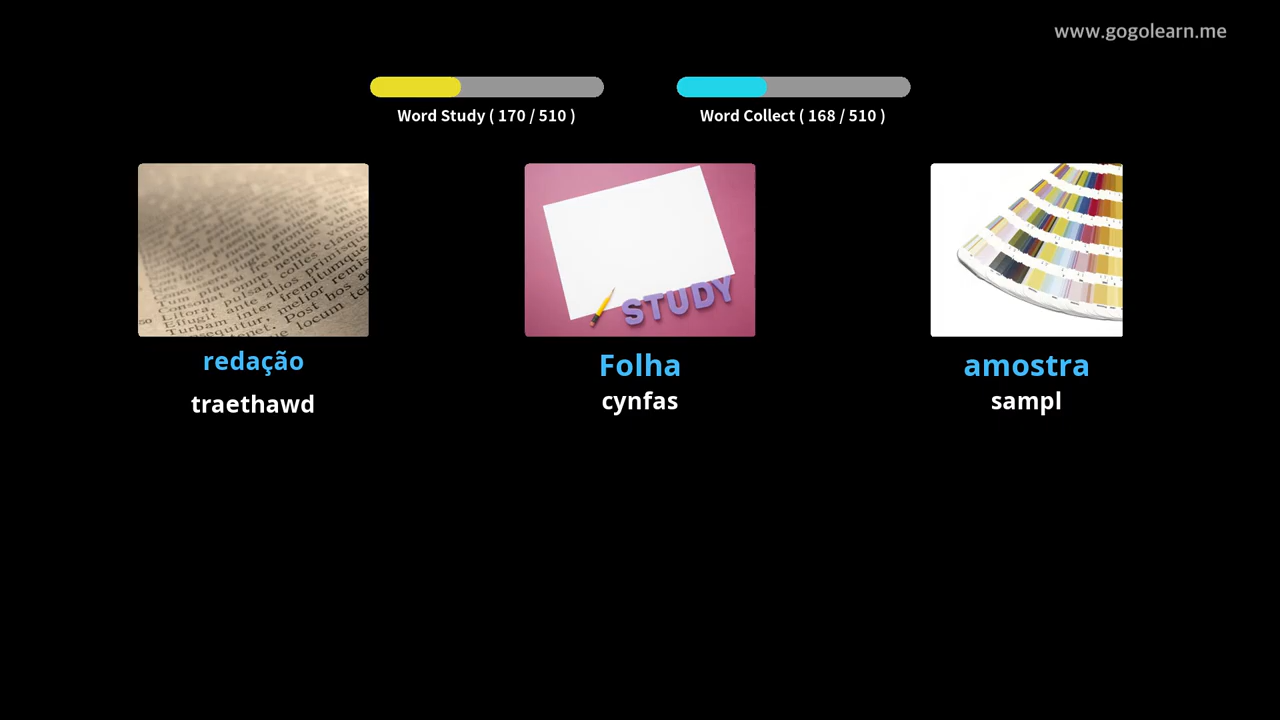 www.gogolearn.me
Word Study ( 170 / 510 )
Word Collect ( 168 / 510 )
STUDY
redação
Folha
amostra
traethawd
cynfas
sampl